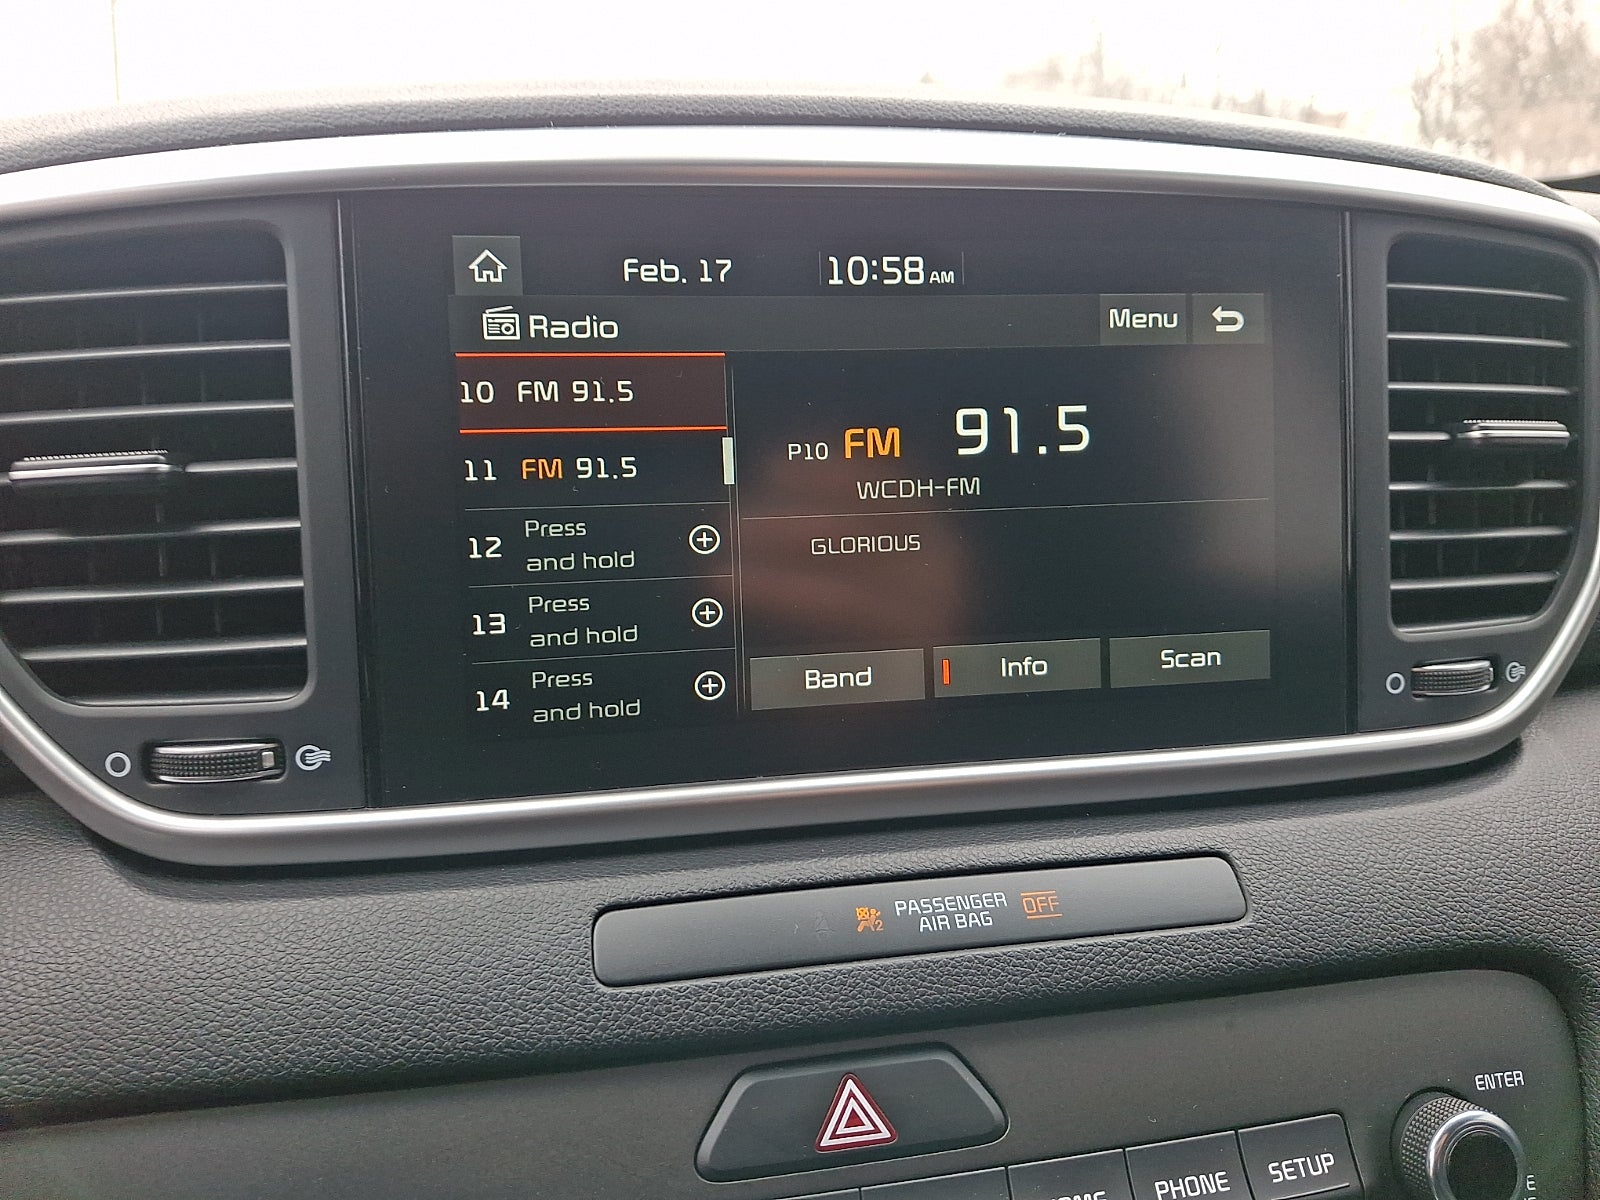 Feb. 17 10:58 AM
Radio Menu
10 FM 91.5
11 FM 91.5
12 Press
and hold
13 Press
and hold
14 Press
and hold
P10 FM 91.5
WCDH-FM
GLORIOUS
Band Info Scan
PASSENGER
AIR BAG
OFF
2
ENTER
PHONE
SETUP